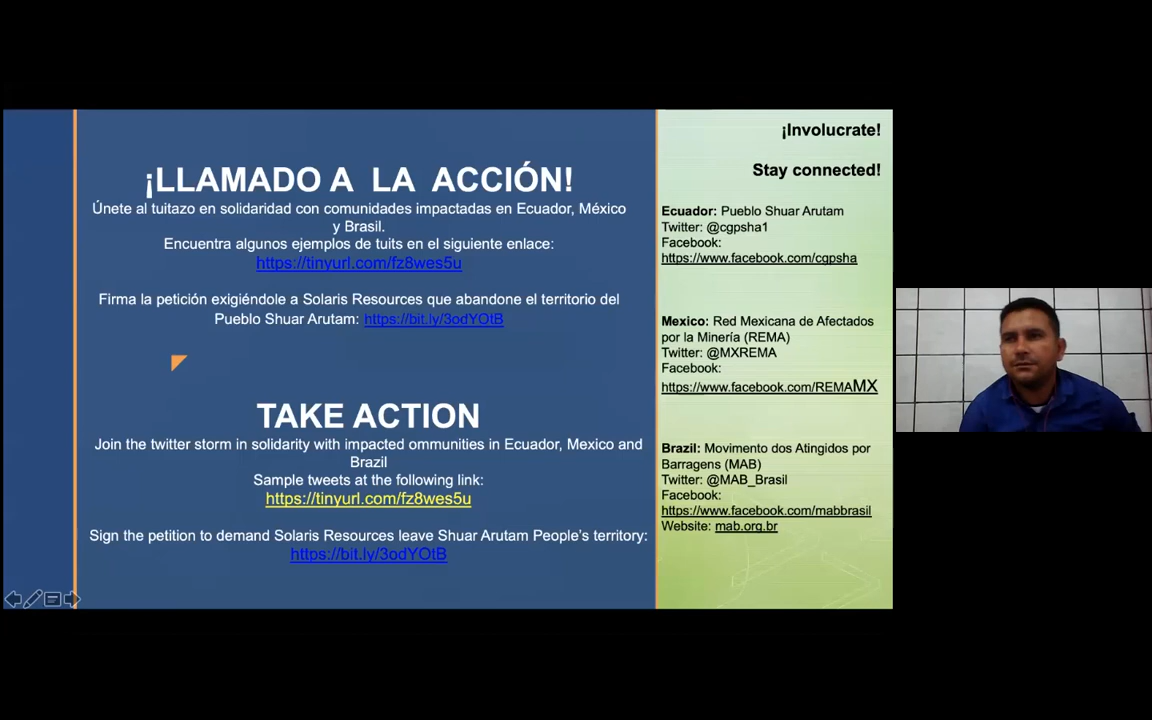 ¡LLAMADO A LA ACCIÓN!
Únete al tuitazo en solidaridad con comunidades impactadas en Ecuador, México
y Brasil.
Encuentra algunos ejemplos de tuits en el siguiente enlace:
https://tinyurl.com/fz8wes5u
Firma la petición exigiéndole a Solaris Resources que abandone el territorio del
Pueblo Shuar Arutam: https://bit.ly/3odYOtB
TAKE ACTION
Join the twitter storm in solidarity with impacted ommunities in Ecuador, Mexico and
Brazil
Sample tweets at the following link:
https://tinyurl.com/fz8wes5u
Sign the petition to demand Solaris Resources leave Shuar Arutam People's territory:
https://bit.ly/3odYOtB
¡Involucrate!
Stay connected!
Ecuador: Pueblo Shuar Arutam
Twitter: @cgpsha1
Facebook:
https://www.facebook.com/cgpsha
Mexico: Red Mexicana de Afectados
por la Minería (REMA)
Twitter: @MXREMA
Facebook:
https://www.facebook.com/REMAMX
Brazil: Movimento dos Atingidos por
Barragens (MAB)
Twitter: @MAB_Brasil
Facebook:
https://www.facebook.com/mabbrasil
Website: mab.org.br